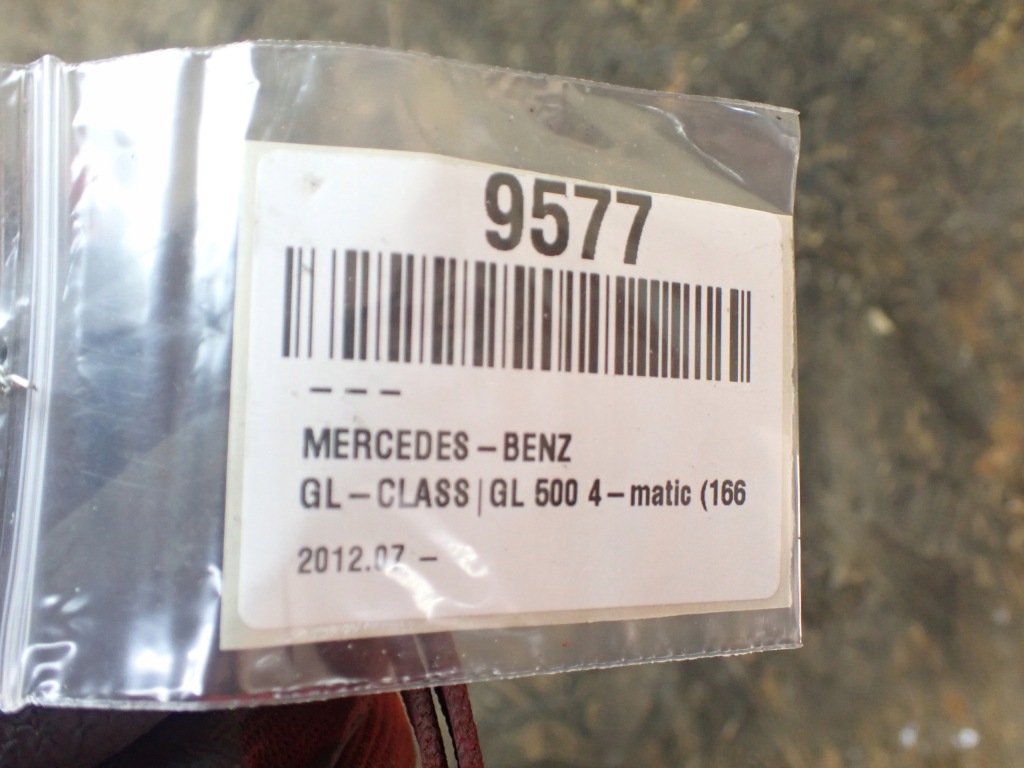 9577
– – –
MERCEDES–BENZ
GL–CLASS|GL 500 4–matic (166
2012.07 –